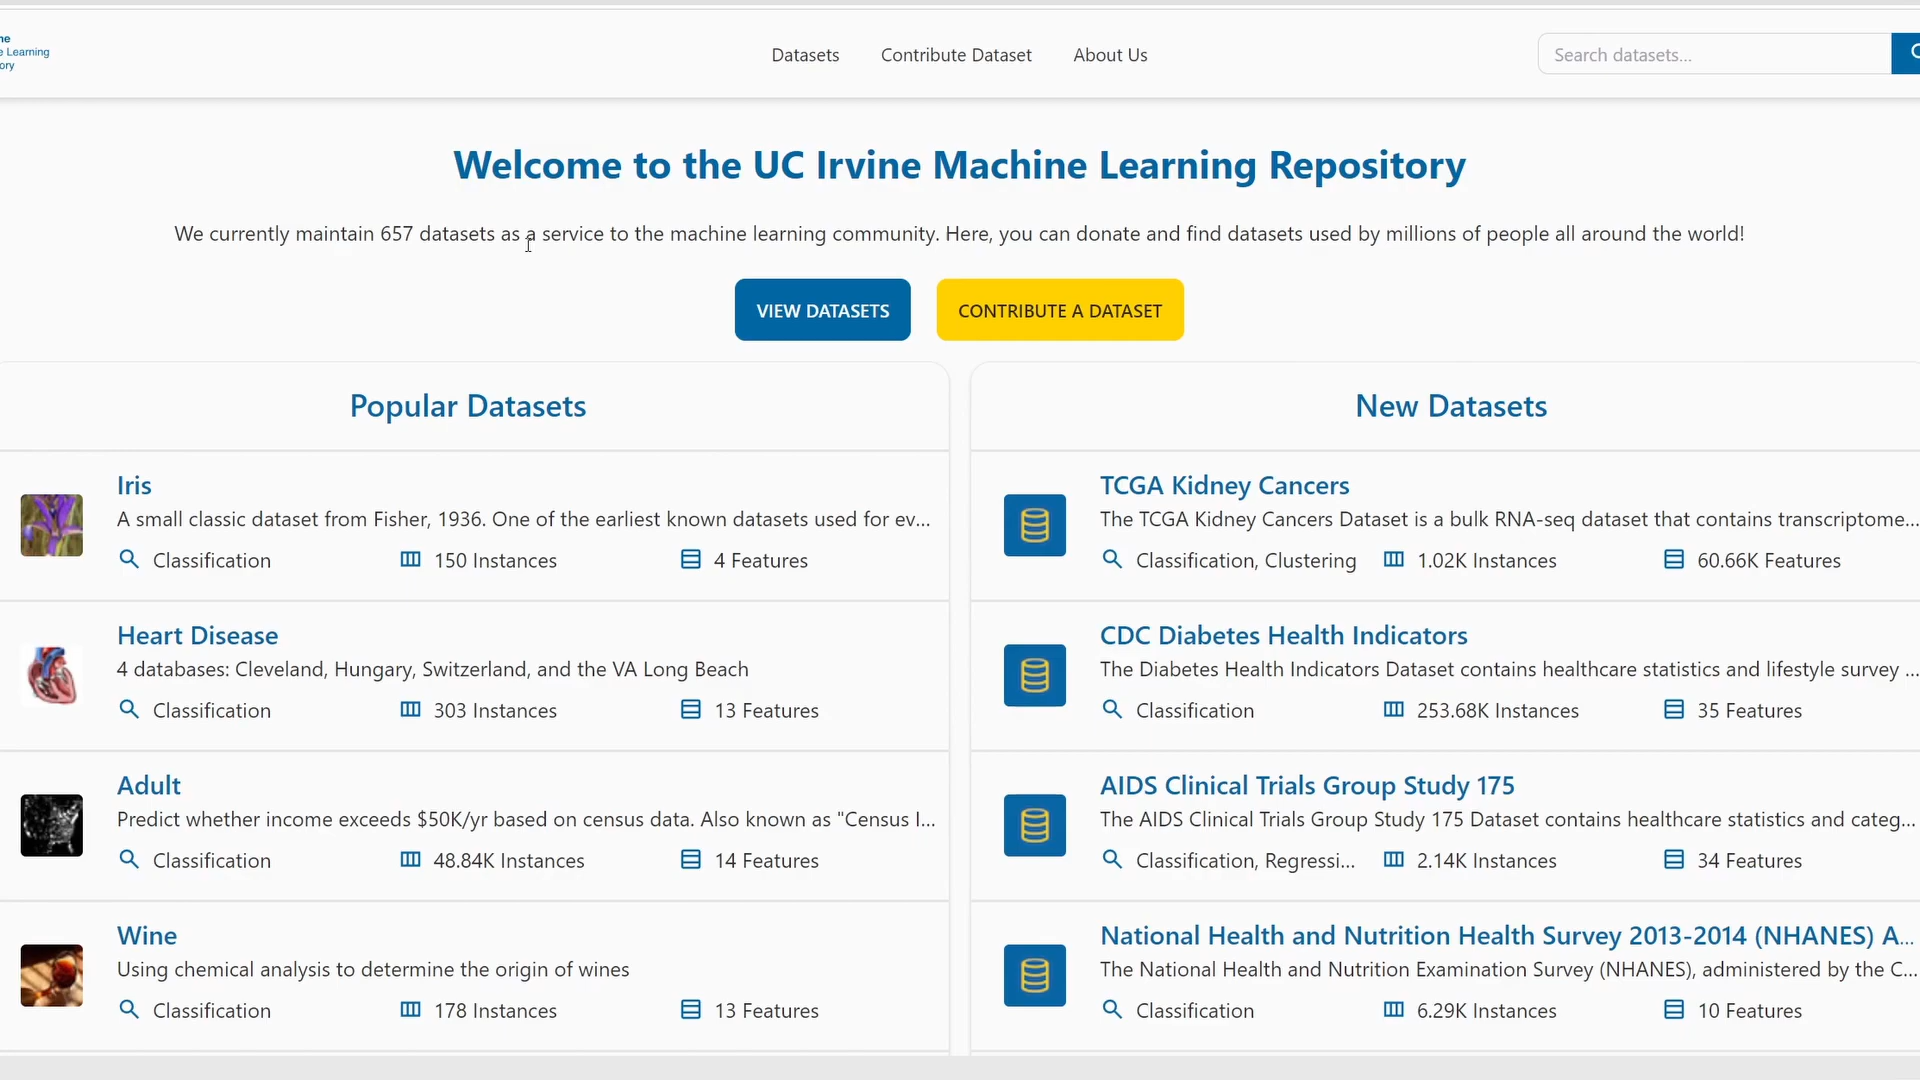 ne
e Learning
ory
Datasets
Contribute Dataset
About Us
Search datasets...
Welcome to the UC Irvine Machine Learning Repository
We currently maintain 657 datasets as a service to the machine learning community. Here, you can donate and find datasets used by millions of people all around the world!
VIEW DATASETS
CONTRIBUTE A DATASET
Popular Datasets
Iris
A small classic dataset from Fisher, 1936. One of the earliest known datasets used for ev...
Classification
150 Instances
4 Features
Heart Disease
4 databases: Cleveland, Hungary, Switzerland, and the VA Long Beach
Classification
303 Instances
13 Features
Adult
Predict whether income exceeds $50K/yr based on census data. Also known as "Census I...
Classification
48.84K Instances
14 Features
Wine
Using chemical analysis to determine the origin of wines
Classification
178 Instances
13 Features
New Datasets
TCGA Kidney Cancers
The TCGA Kidney Cancers Dataset is a bulk RNA-seq dataset that contains transcriptome...
Classification, Clustering
1.02K Instances
60.66K Features
CDC Diabetes Health Indicators
The Diabetes Health Indicators Dataset contains healthcare statistics and lifestyle survey ...
Classification
253.68K Instances
35 Features
AIDS Clinical Trials Group Study 175
The AIDS Clinical Trials Group Study 175 Dataset contains healthcare statistics and categ...
Classification, Regressi...
2.14K Instances
34 Features
National Health and Nutrition Health Survey 2013-2014 (NHANES) A...
The National Health and Nutrition Examination Survey (NHANES), administered by the C...
Classification
6.29K Instances
10 Features